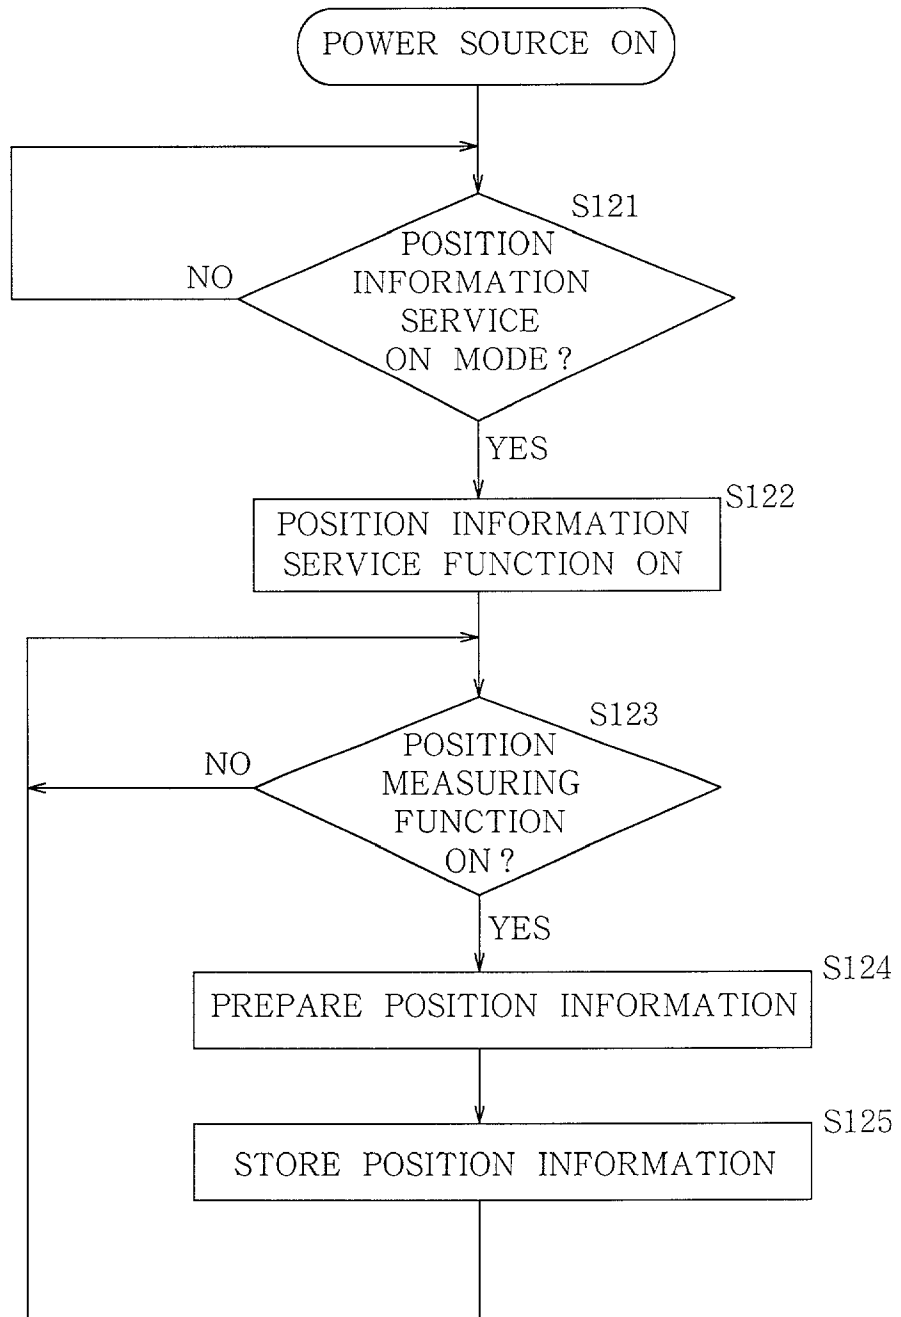 POWER SOURCE ON
S121
POSITION
INFORMATION
SERVICE
ON MODE?
NO
YES
S122
POSITION INFORMATION
SERVICE FUNCTION ON
S123
POSITION
MEASURING
FUNCTION
ON?
NO
YES
S124
PREPARE POSITION INFORMATION
S125
STORE POSITION INFORMATION